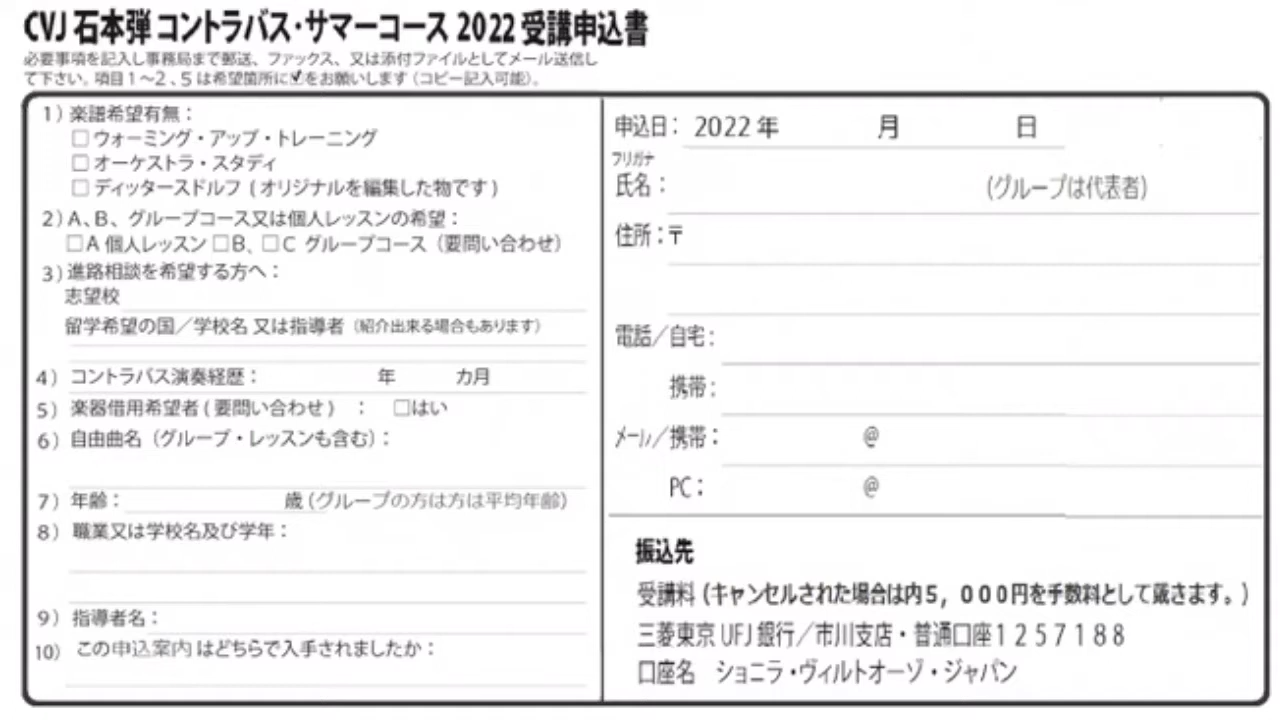 CVJ 石本弾 コントラバス・サマーコース 2022 受講申込書
必要事項を記入し事務局まで郵送、ファックス、又は添付ファイルとしてメール送信し
て下さい。項目1〜2、5は希望箇所に☑をお願いします（コピー記入可能）。
1）楽譜希望有無：
□ ウォーミング・アップ・トレーニング
□ オーケストラ・スタディ
□ ディッタースドルフ ( オリジナルを編集した物です )
2）A、B、グループコース又は個人レッスンの希望：
□A 個人レッスン □B、□C グループコース（要問い合わせ）
3）進路相談を希望する方へ：
志望校
留学希望の国／学校名 又は指導者（紹介出来る場合もあります）
4）コントラバス演奏経歴： 年 カ月
5）楽器借用希望者 ( 要問い合わせ ) ： □はい
6）自由曲名（グループ・レッスンも含む）：
7）年齢： 歳 (グループの方は方は平均年齢)
8）職業又は学校名及び学年：
9）指導者名：
10）この申込案内はどちらで入手されましたか：
申込日： 2022 年 月 日
フリガナ
氏名： (グループは代表者)
住所：〒
電話／自宅：
携帯：
メール／携帯： @
PC： @
振込先
受講料 (キャンセルされた場合は内５，０００円を手数料として戴きます。)
三菱東京 UFJ 銀行／市川支店・普通口座１２５７１８８
口座名 ショニラ・ヴィルトオーゾ・ジャパン